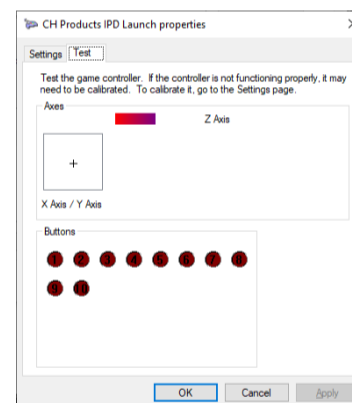 CH Products IPD Launch properties
Settings Test
Test the game controller. If the controller is not functioning properly, it may
need to be calibrated. To calibrate it, go to the Settings page.
Axes
Z Axis
X Axis / Y Axis
Buttons
1 2 3 4 5 6 7 8
9 10
OK Cancel Apply